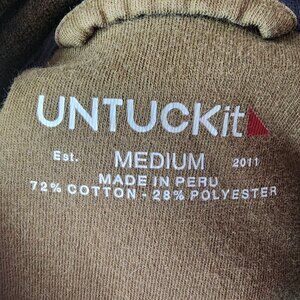 UNTUCKit
Est. MEDIUM 2011
MADE IN PERU
72% COTTON - 28% POLYESTER